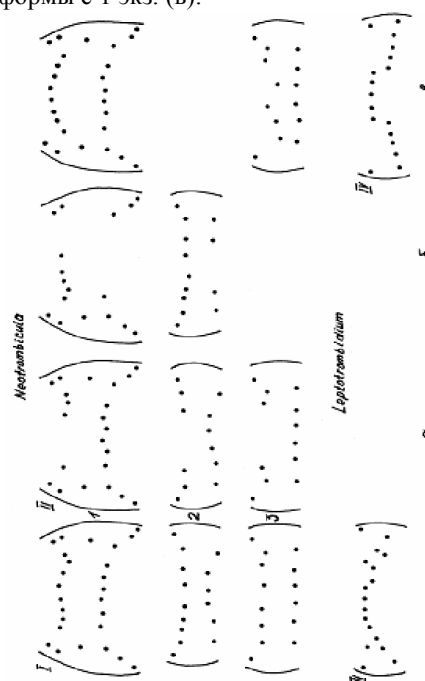 формы с 1 экз. (в).
Neotrombicula
I
II
1
2
3
Leptotrombidium
IV
а
б
в